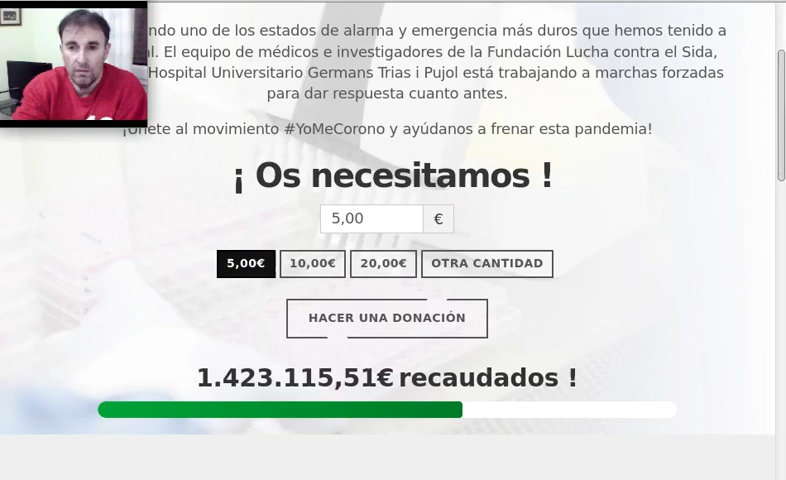 ndo uno de los estados de alarma y emergencia más duros que hemos tenido a
l. El equipo de médicos e investigadores de la Fundación Lucha contra el Sida,
Hospital Universitario Germans Trias i Pujol está trabajando a marchas forzadas
para dar respuesta cuanto antes.
¡Únete al movimiento #YoMeCorono y ayúdanos a frenar esta pandemia!
¡ Os necesitamos !
5,00 €
5,00€ 10,00€ 20,00€ OTRA CANTIDAD
HACER UNA DONACIÓN
1.423.115,51€ recaudados !